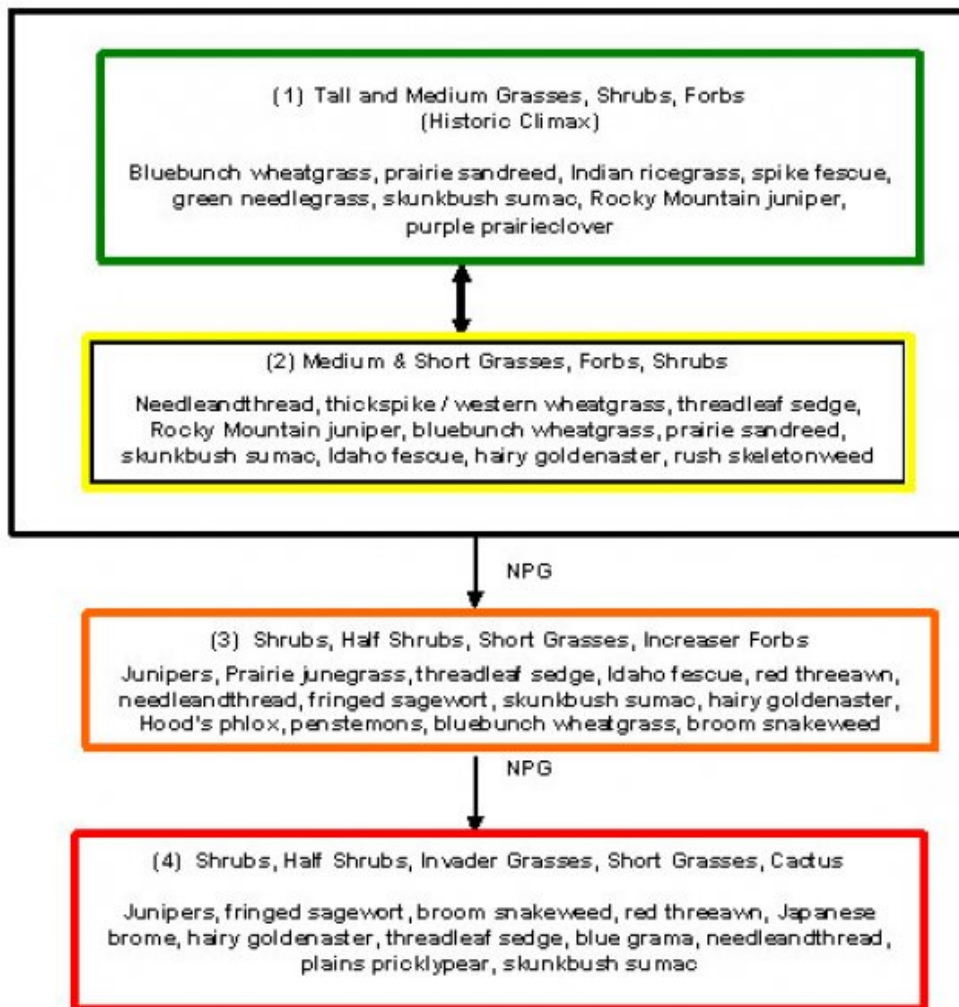 (1) Tall and Medium Grasses, Shrubs, Forbs
(Historic Climax)
Bluebunch wheatgrass, prairie sandreed, Indian ricegrass, spike fescue,
green needlegrass, skunkbush sumac, Rocky Mountain juniper,
purple prairieclover
(2) Medium & Short Grasses, Forbs, Shrubs
Needleandthread, thickspike / western wheatgrass, threadleaf sedge,
Rocky Mountain juniper, bluebunch wheatgrass, prairie sandreed,
skunkbush sumac, Idaho fescue, hairy goldenaster, rush skeletonweed
NPG
(3) Shrubs, Half Shrubs, Short Grasses, Increaser Forbs
Junipers, Prairie junegrass, threadleaf sedge, Idaho fescue, red threeawn,
needleandthread, fringed sagewort, skunkbush sumac, hairy goldenaster,
Hood's phlox, penstemons, bluebunch wheatgrass, broom snakeweed
NPG
(4) Shrubs, Half Shrubs, Invader Grasses, Short Grasses, Cactus
Junipers, fringed sagewort, broom snakeweed, red threeawn, Japanese
brome, hairy goldenaster, threadleaf sedge, blue grama, needleandthread,
plains pricklypear, skunkbush sumac